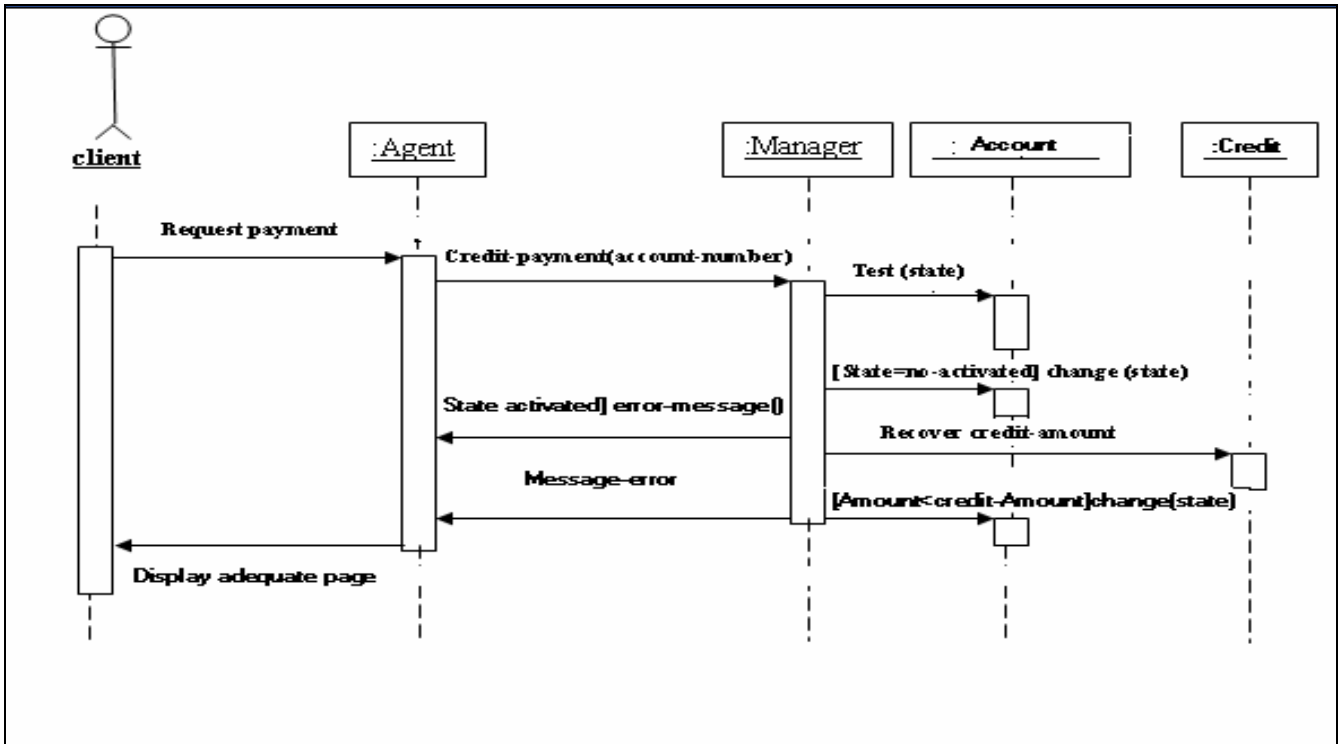 client
:Agent
:Manager
: Account
:Credit
Request payment
Credit-payment(account-number)
Test (state)
[State=no-activated] change (state)
State activated] error-message()
Recover credit-amount
Message-error
[Amount<credit-Amount]change(state)
Display adequate page